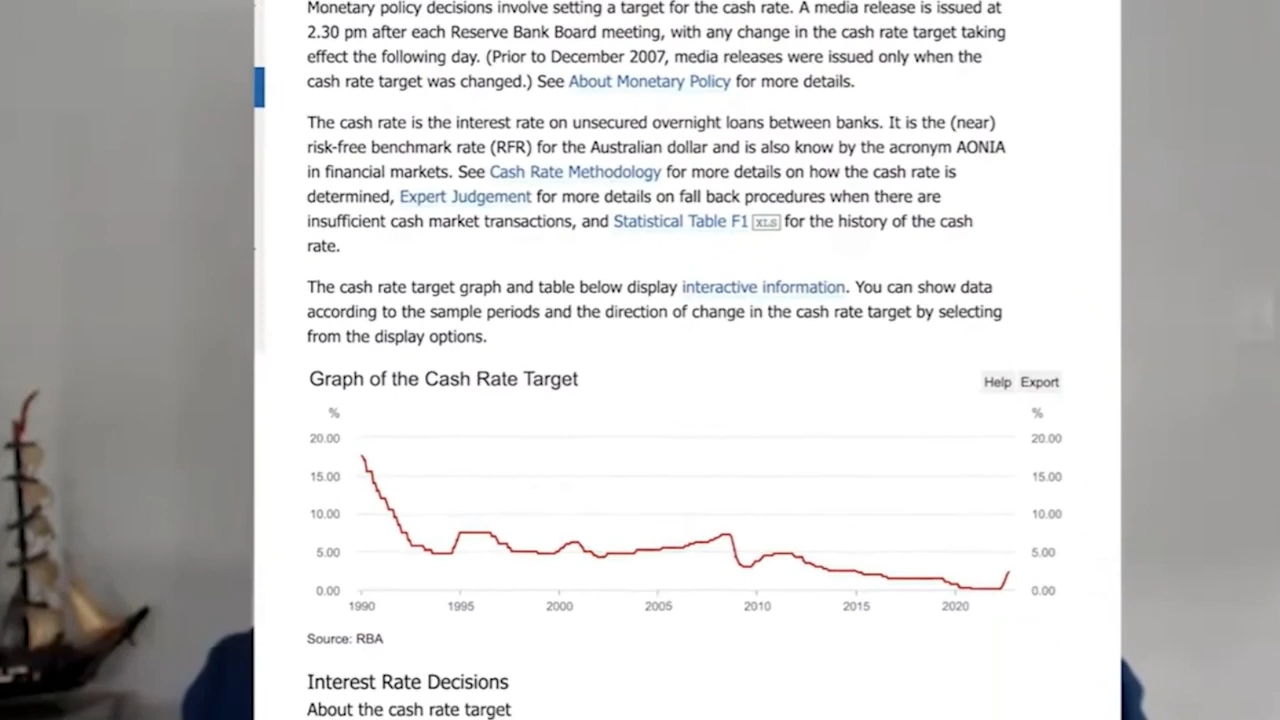 Monetary policy decisions involve setting a target for the cash rate. A media release is issued at
2.30 pm after each Reserve Bank Board meeting, with any change in the cash rate target taking
effect the following day. (Prior to December 2007, media releases were issued only when the
cash rate target was changed.) See About Monetary Policy for more details.
The cash rate is the interest rate on unsecured overnight loans between banks. It is the (near)
risk-free benchmark rate (RFR) for the Australian dollar and is also know by the acronym AONIA
in financial markets. See Cash Rate Methodology for more details on how the cash rate is
determined, Expert Judgement for more details on fall back procedures when there are
insufficient cash market transactions, and Statistical Table F1 XLS for the history of the cash
rate.
The cash rate target graph and table below display interactive information. You can show data
according to the sample periods and the direction of change in the cash rate target by selecting
from the display options.
Graph of the Cash Rate Target
Help Export
% %
20.00 20.00
15.00 15.00
10.00 10.00
5.00 5.00
0.00 0.00
1990 1995 2000 2005 2010 2015 2020
Source: RBA
Interest Rate Decisions
About the cash rate target